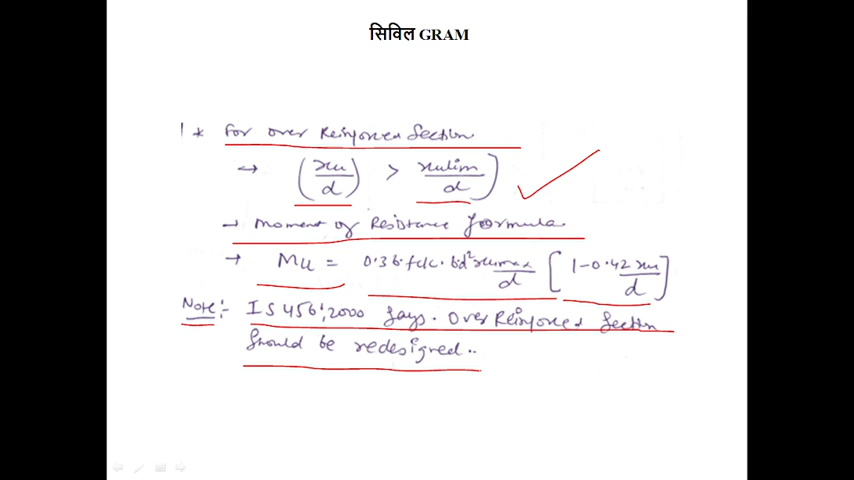 सिविल GRAM
1 * For over Reinforced Section
→ (xu/d) > xulim/d)
→ Moment of Resistance formula
→ Mu = 0.36.fck.bd² xumax/d [1-0.42 xu/d]
Note:- IS 456:2000 says. Over Reinforced Section
Should be redesigned..